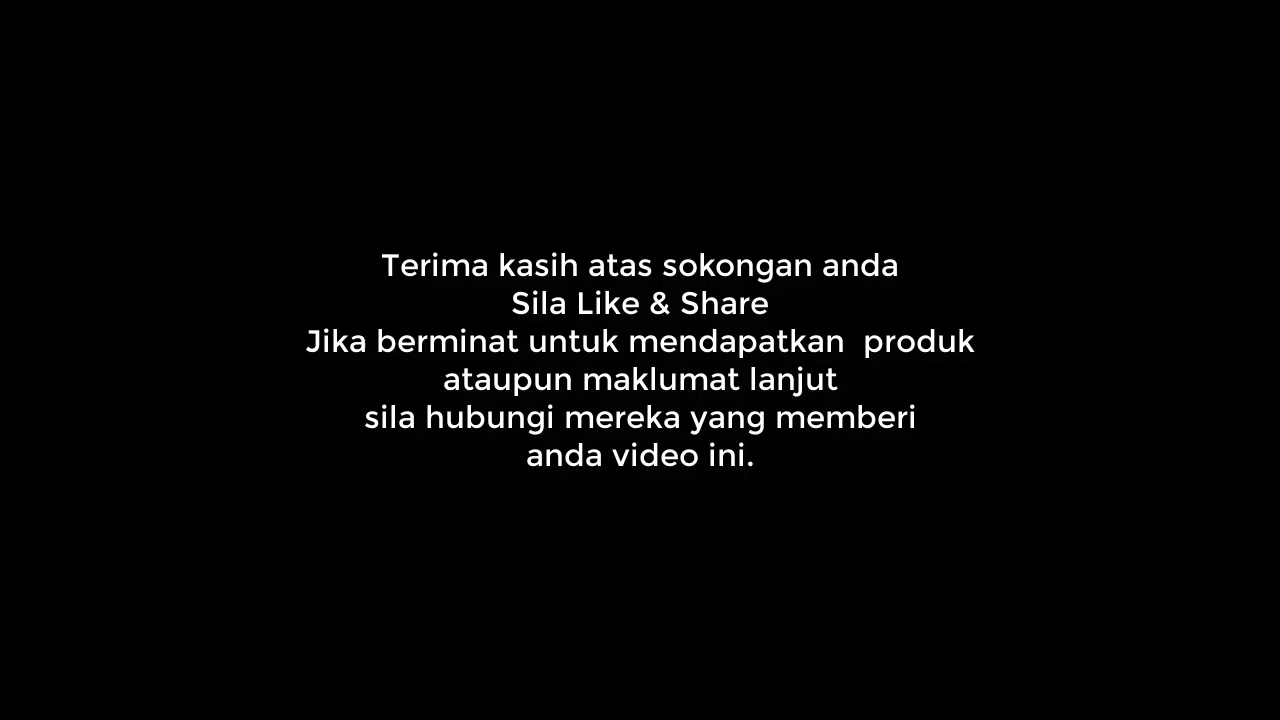 Terima kasih atas sokongan anda
Sila Like & Share
Jika berminat untuk mendapatkan  produk
ataupun maklumat lanjut
sila hubungi mereka yang memberi
anda video ini.